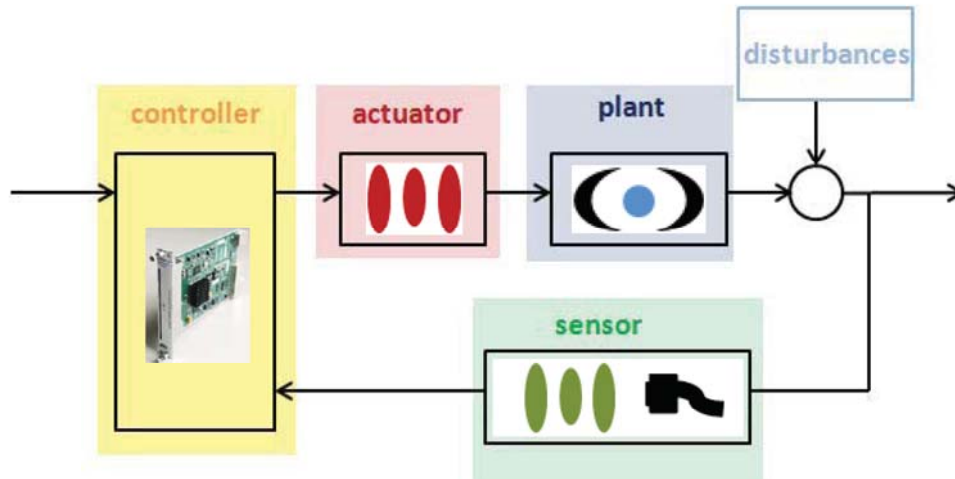 disturbances
controller
actuator
plant
sensor